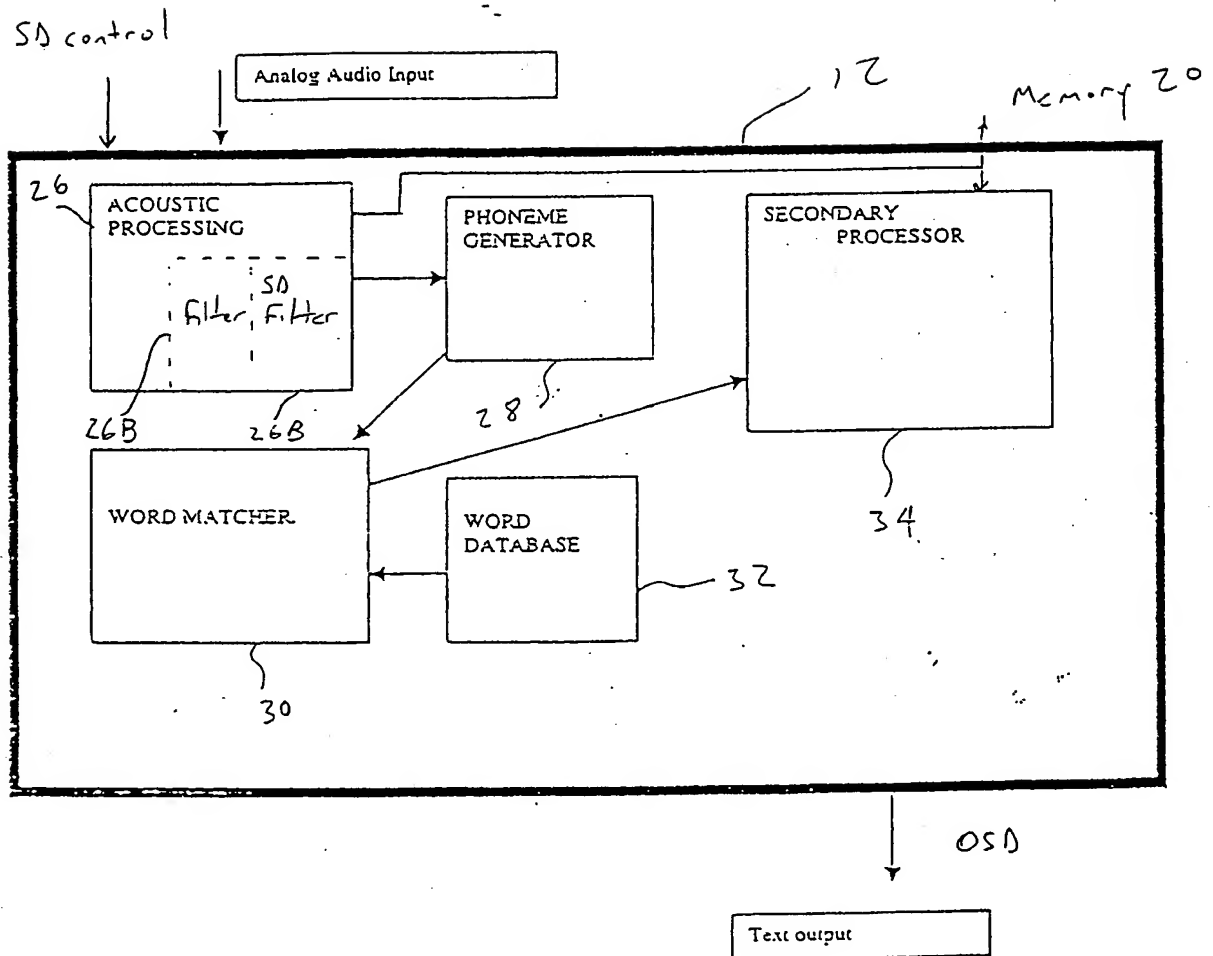 SD control
Analog Audio Input
12
Memory 20
26
ACOUSTIC
PROCESSING
PHONEME
GENERATOR
SECONDARY
PROCESSOR
Filter
SD
Filter
26B
26B
28
WORD MATCHER
WORD
DATABASE
34
32
30
OSD
Text output